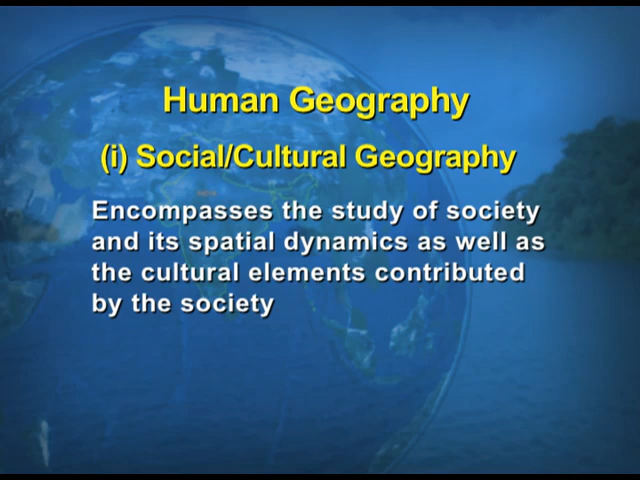 Human Geography
(i) Social/Cultural Geography
Encompasses the study of society
and its spatial dynamics as well as
the cultural elements contributed
by the society